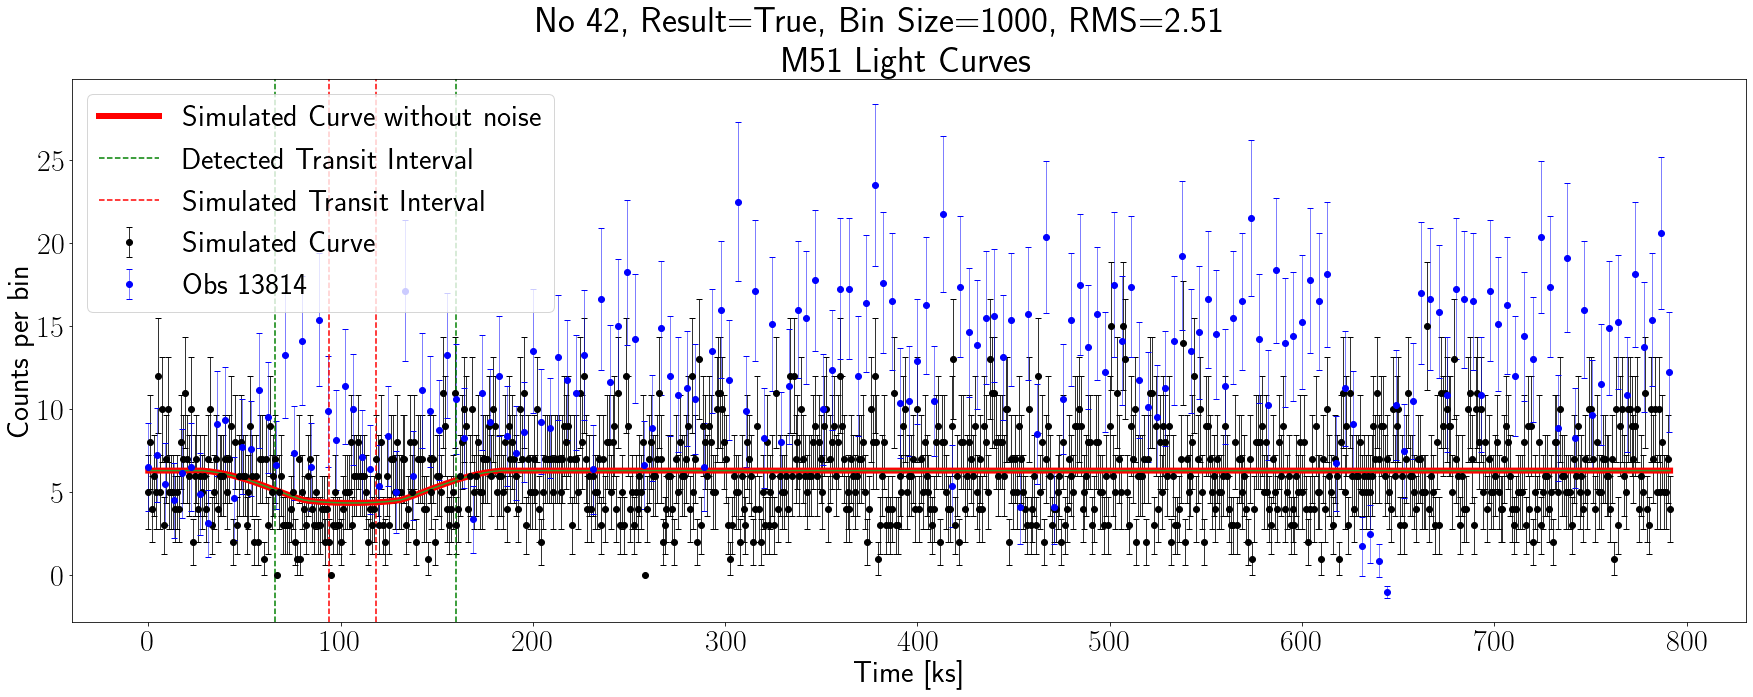 No 42, Result=True, Bin Size=1000, RMS=2.51
M51 Light Curves
Simulated Curve without noise
Detected Transit Interval
Simulated Transit Interval
Simulated Curve
Obs 13814
Counts per bin
25
20
15
10
5
0
0 100 200 300 400 500 600 700 800
Time [ks]